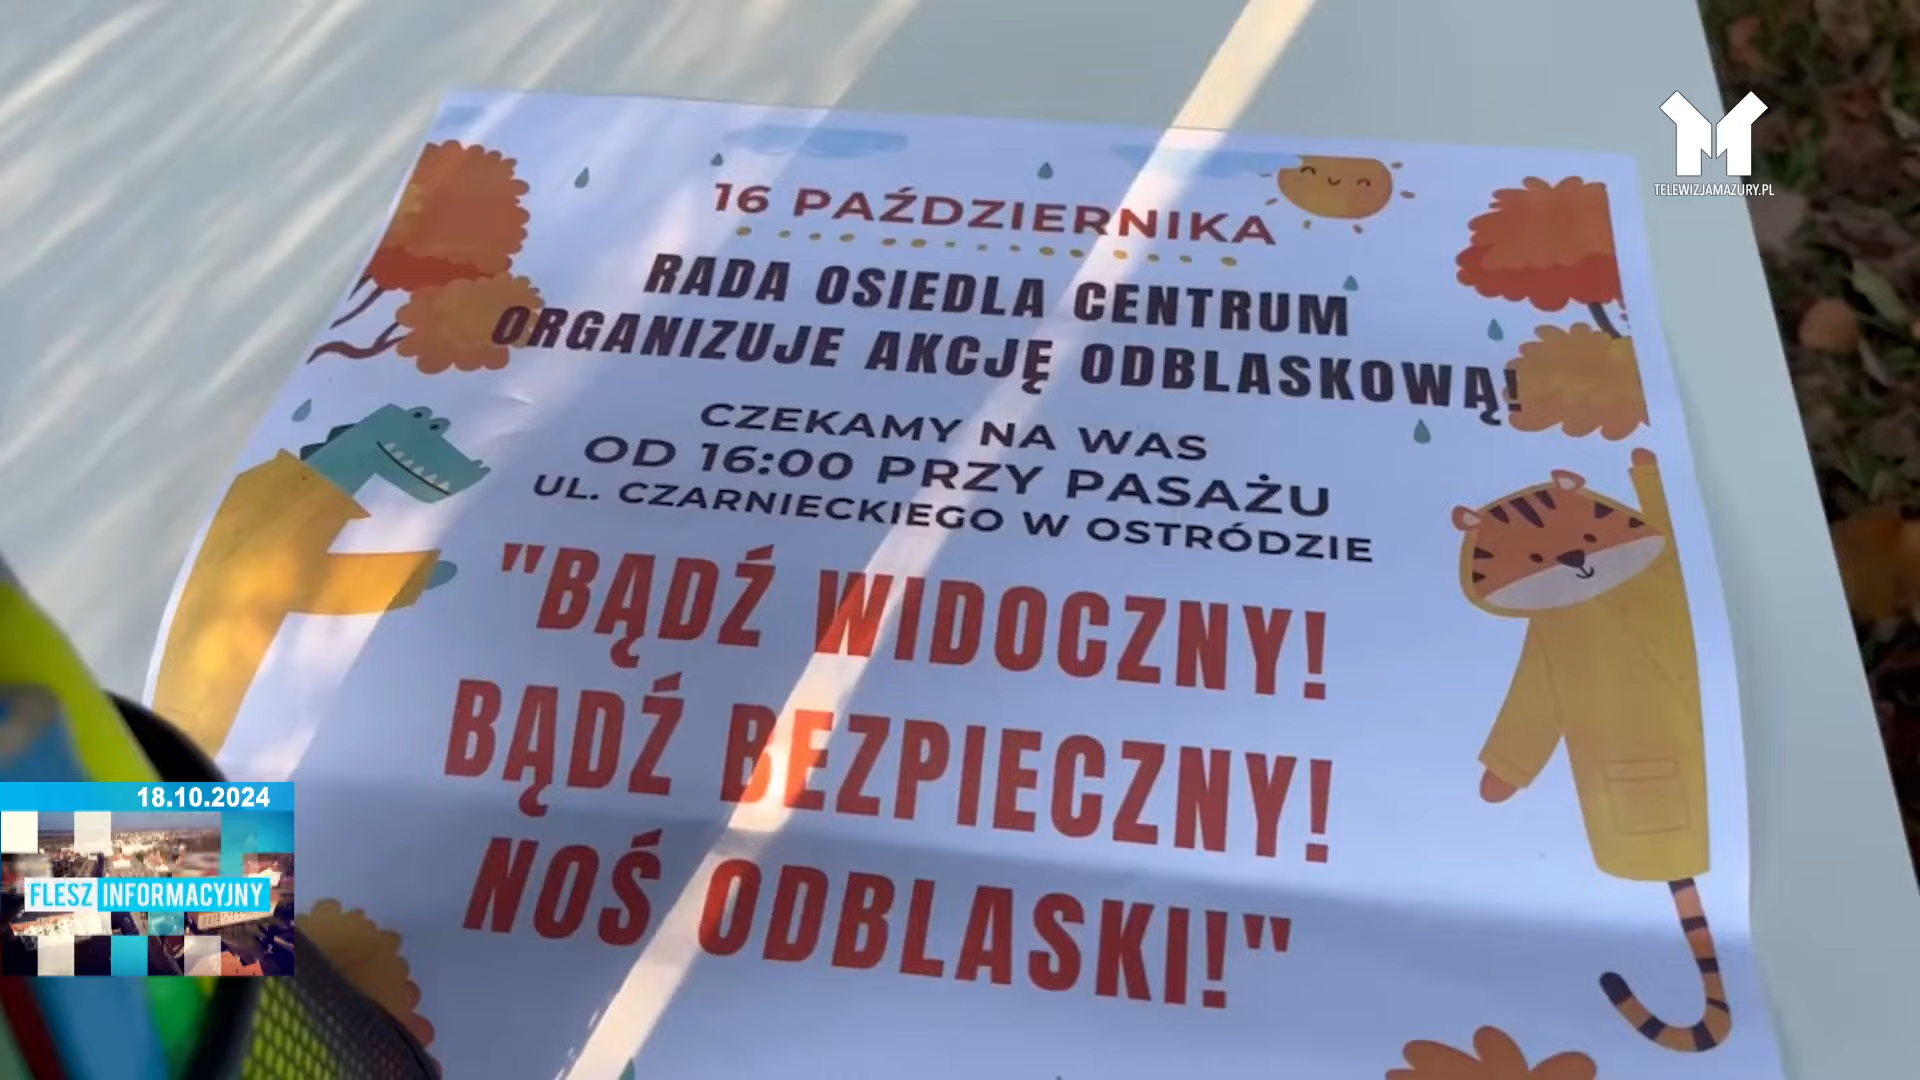 TELEWIZJAMAZURY.PL
16 PAŹDZIERNIKA
RADA OSIEDLA CENTRUM
ORGANIZUJE AKCJĘ ODBLASKOWĄ!
CZEKAMY NA WAS
OD 16:00 PRZY PASAŻU
UL. CZARNIECKIEGO W OSTRÓDZIE
"BĄDŹ WIDOCZNY!
BĄDŹ BEZPIECZNY!
NOŚ ODBLASKI!"
18.10.2024
FLESZ INFORMACYJNY